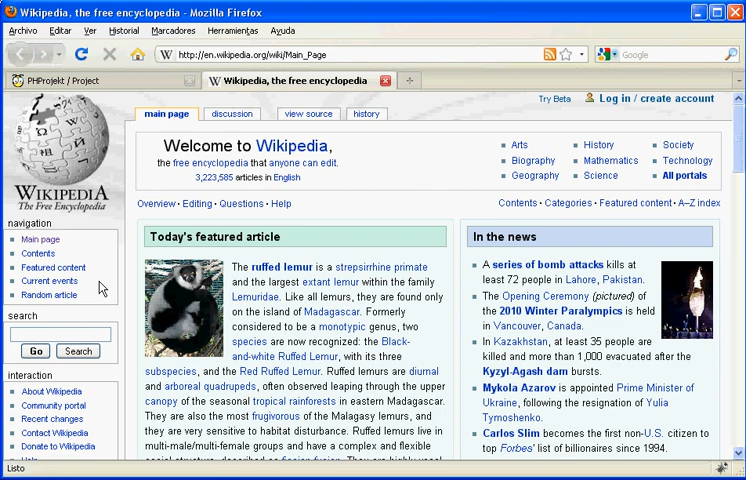 Wikipedia, the free encyclopedia - Mozilla Firefox
Archivo Editar Ver Historial Marcadores Herramientas Ayuda
W http://en.wikipedia.org/wiki/Main_Page Google
PHProjekt / Project
W Wikipedia, the free encyclopedia
Try Beta Log in / create account
main page discussion view source history
WIKIPEDIA
The Free Encyclopedia
navigation
Main page
Contents
Featured content
Current events
Random article
search
Go Search
interaction
About Wikipedia
Community portal
Recent changes
Contact Wikipedia
Donate to Wikipedia
Help
Welcome to Wikipedia,
the free encyclopedia that anyone can edit.
3,223,585 articles in English
Arts History Society
Biography Mathematics Technology
Geography Science All portals
Overview · Editing · Questions · Help
Contents · Categories · Featured content · A–Z index
Today's featured article
The ruffed lemur is a strepsirrhine primate
and the largest extant lemur within the family
Lemuridae. Like all lemurs, they are found only
on the island of Madagascar. Formerly
considered to be a monotypic genus, two
species are now recognized: the Black-
and-white Ruffed Lemur, with its three
subspecies, and the Red Ruffed Lemur. Ruffed lemurs are diurnal
and arboreal quadrupeds, often observed leaping through the upper
canopy of the seasonal tropical rainforests in eastern Madagascar.
They are also the most frugivorous of the Malagasy lemurs, and
they are very sensitive to habitat disturbance. Ruffed lemurs live in
multi-male/multi-female groups and have a complex and flexible
social structure, described as fission-fusion. They are highly vocal
In the news
A series of bomb attacks kills at
least 72 people in Lahore, Pakistan.
The Opening Ceremony (pictured) of
the 2010 Winter Paralympics is held
in Vancouver, Canada.
In Kazakhstan, at least 35 people are
killed and more than 1,000 evacuated after the
Kyzyl-Agash dam bursts.
Mykola Azarov is appointed Prime Minister of
Ukraine, following the resignation of Yulia
Tymoshenko.
Carlos Slim becomes the first non-U.S. citizen to
top Forbes' list of billionaires since 1994.
Listo